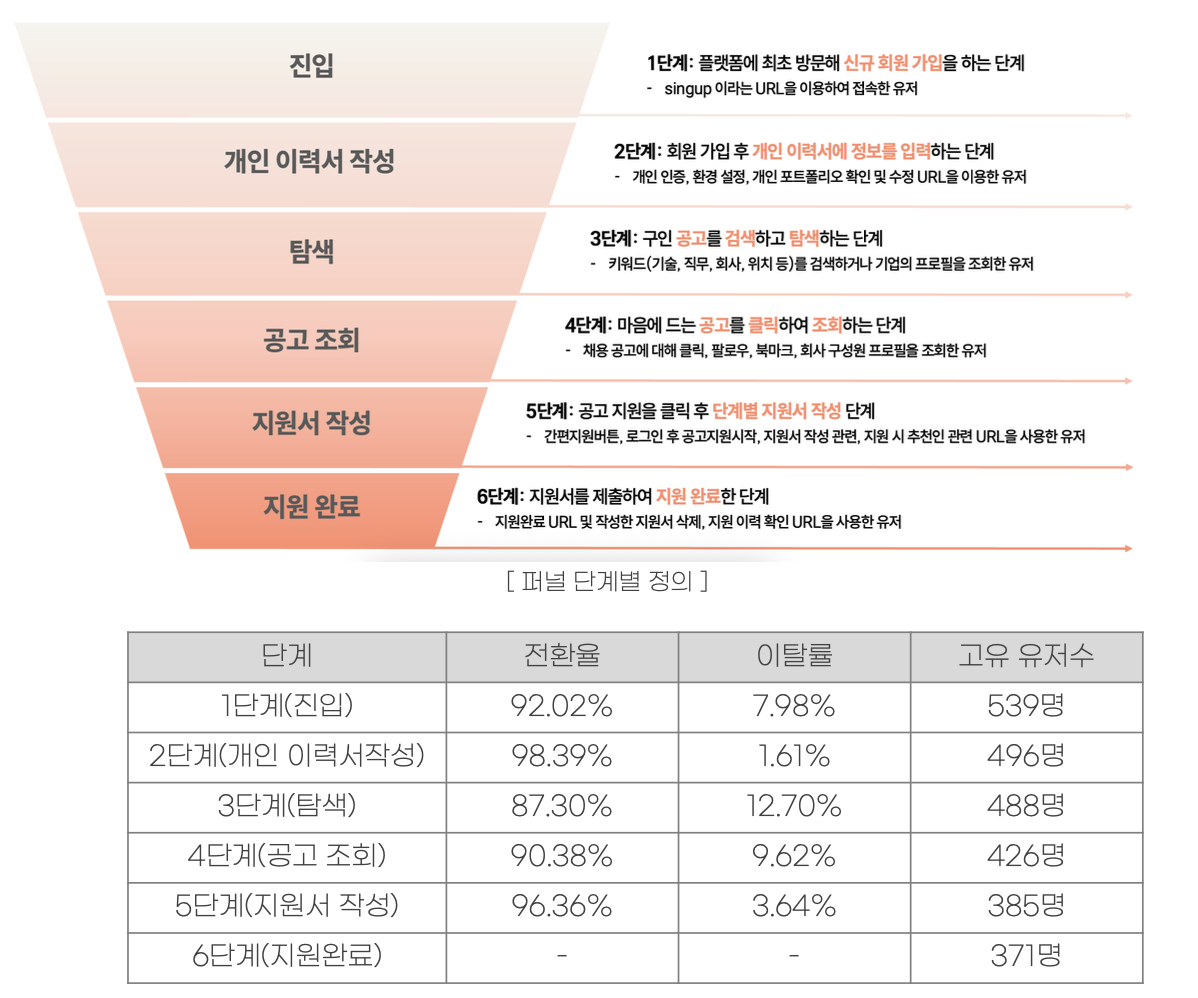 진입
1단계: 플랫폼에 최초 방문해 신규 회원 가입을 하는 단계
- singup 이라는 URL을 이용하여 접속한 유저
개인 이력서 작성
2단계: 회원 가입 후 개인 이력서에 정보를 입력하는 단계
- 개인 인증, 환경 설정, 개인 포트폴리오 확인 및 수정 URL을 이용한 유저
탐색
3단계: 구인 공고를 검색하고 탐색하는 단계
- 키워드(기술, 직무, 회사, 위치 등)를 검색하거나 기업의 프로필을 조회한 유저
공고 조회
4단계: 마음에 드는 공고를 클릭하여 조회하는 단계
- 채용 공고에 대해 클릭, 팔로우, 북마크, 회사 구성원 프로필을 조회한 유저
지원서 작성
5단계: 공고 지원을 클릭 후 단계별 지원서 작성 단계
- 간편지원버튼, 로그인 후 공고지원시작, 지원서 작성 관련, 지원 시 추천인 관련 URL을 사용한 유저
지원 완료
6단계: 지원서를 제출하여 지원 완료한 단계
- 지원완료 URL 및 작성한 지원서 삭제, 지원 이력 확인 URL을 사용한 유저
[ 퍼널 단계별 정의 ]
단계 전환율 이탈률 고유 유저수
1단계(진입) 92.02% 7.98% 539명
2단계(개인 이력서작성) 98.39% 1.61% 496명
3단계(탐색) 87.30% 12.70% 488명
4단계(공고 조회) 90.38% 9.62% 426명
5단계(지원서 작성) 96.36% 3.64% 385명
6단계(지원완료) - - 371명